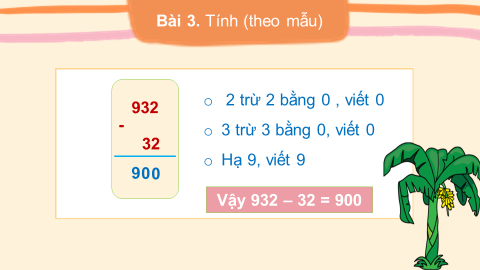 Bài 3. Tính (theo mẫu)
932
-
32
900
o 2 trừ 2 bằng 0 , viết 0
o 3 trừ 3 bằng 0, viết 0
o Hạ 9, viết 9
Vậy 932 – 32 = 900